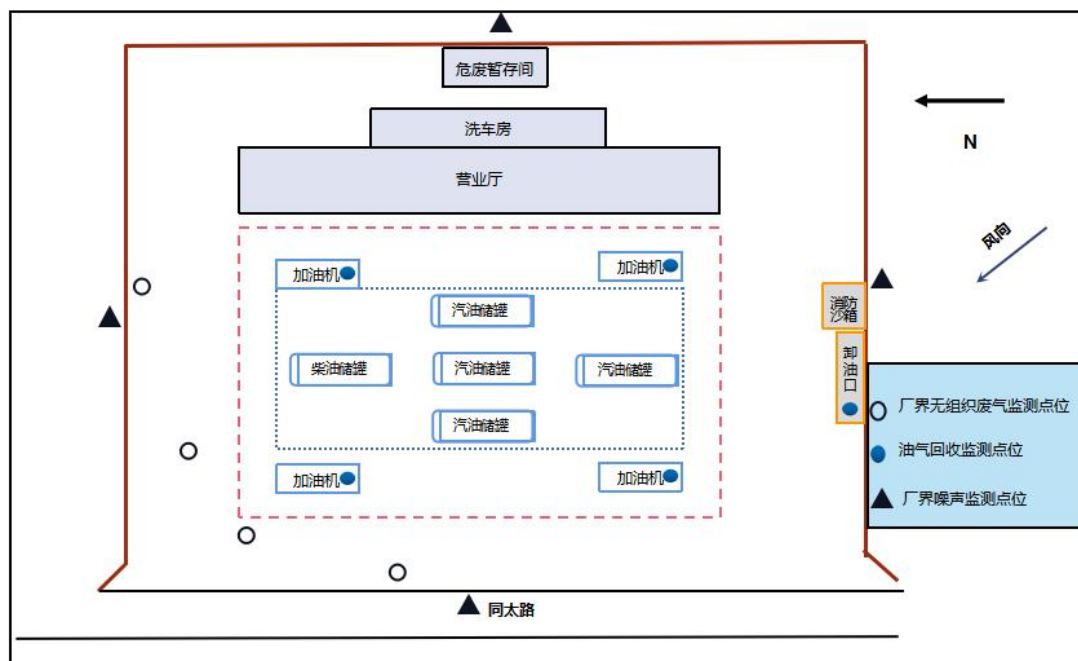 危废暂存间
洗车房
N
营业厅
风向
加油机
加油机
汽油储罐
消防
沙箱
柴油储罐
汽油储罐
汽油储罐
卸
油
口
厂界无组织废气监测点位
汽油储罐
油气回收监测点位
加油机
加油机
厂界噪声监测点位
同太路